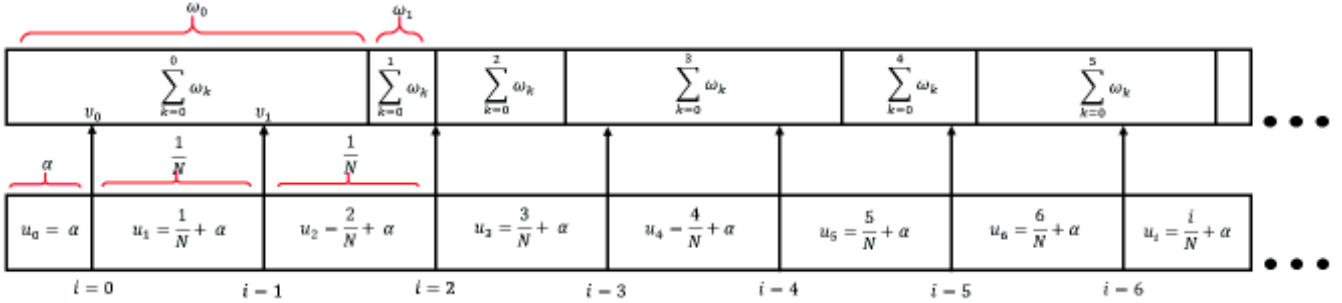 ω₀ ω₁
∑_{k=0}^{0} ω_k ∑_{k=0}^{1} ω_k ∑_{k=0}^{2} ω_k ∑_{k=0}^{3} ω_k ∑_{k=0}^{4} ω_k ∑_{k=0}^{5} ω_k
v₀ v₁
α 1/N 1/N
u₀ = α u₁ = 1/N + α u₂ − 2/N + α u₃ = 3/N + α u₄ − 4/N + α u₅ = 5/N + α u₆ = 6/N + α u_i = i/N + α
i = 0 i − 1 i = 2 i − 3 i − 4 i − 5 i − 6